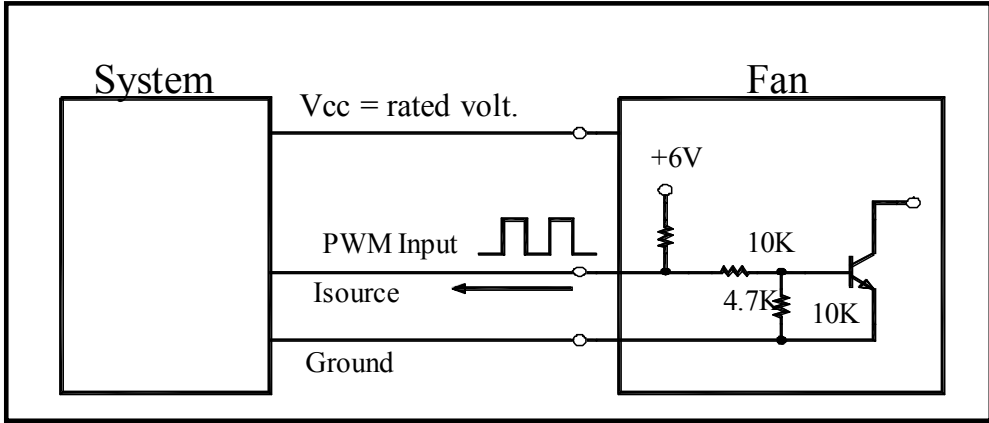 System
Fan
Vcc = rated volt.
+6V
PWM Input
10K
Isource
4.7K
10K
Ground